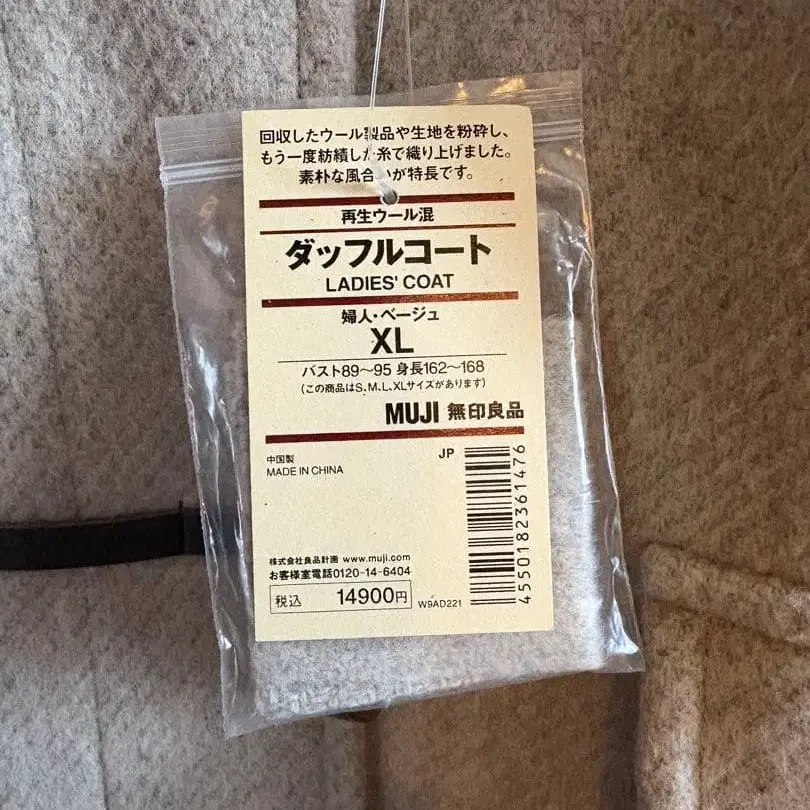 回収したウール製品や生地を粉砕し、
もう一度紡績した糸で織り上げました。
素朴な風合いが特長です。
再生ウール混
ダッフルコート
LADIES' COAT
婦人・ベージュ
XL
バスト89〜95 身長162〜168
(この商品はS、M、L、XLサイズがあります)
MUJI 無印良品
中国製
MADE IN CHINA
JP
4550182361476
株式会社良品計画 www.muji.com
お客様室電話0120-14-6404
税込 14900円
W9AD221